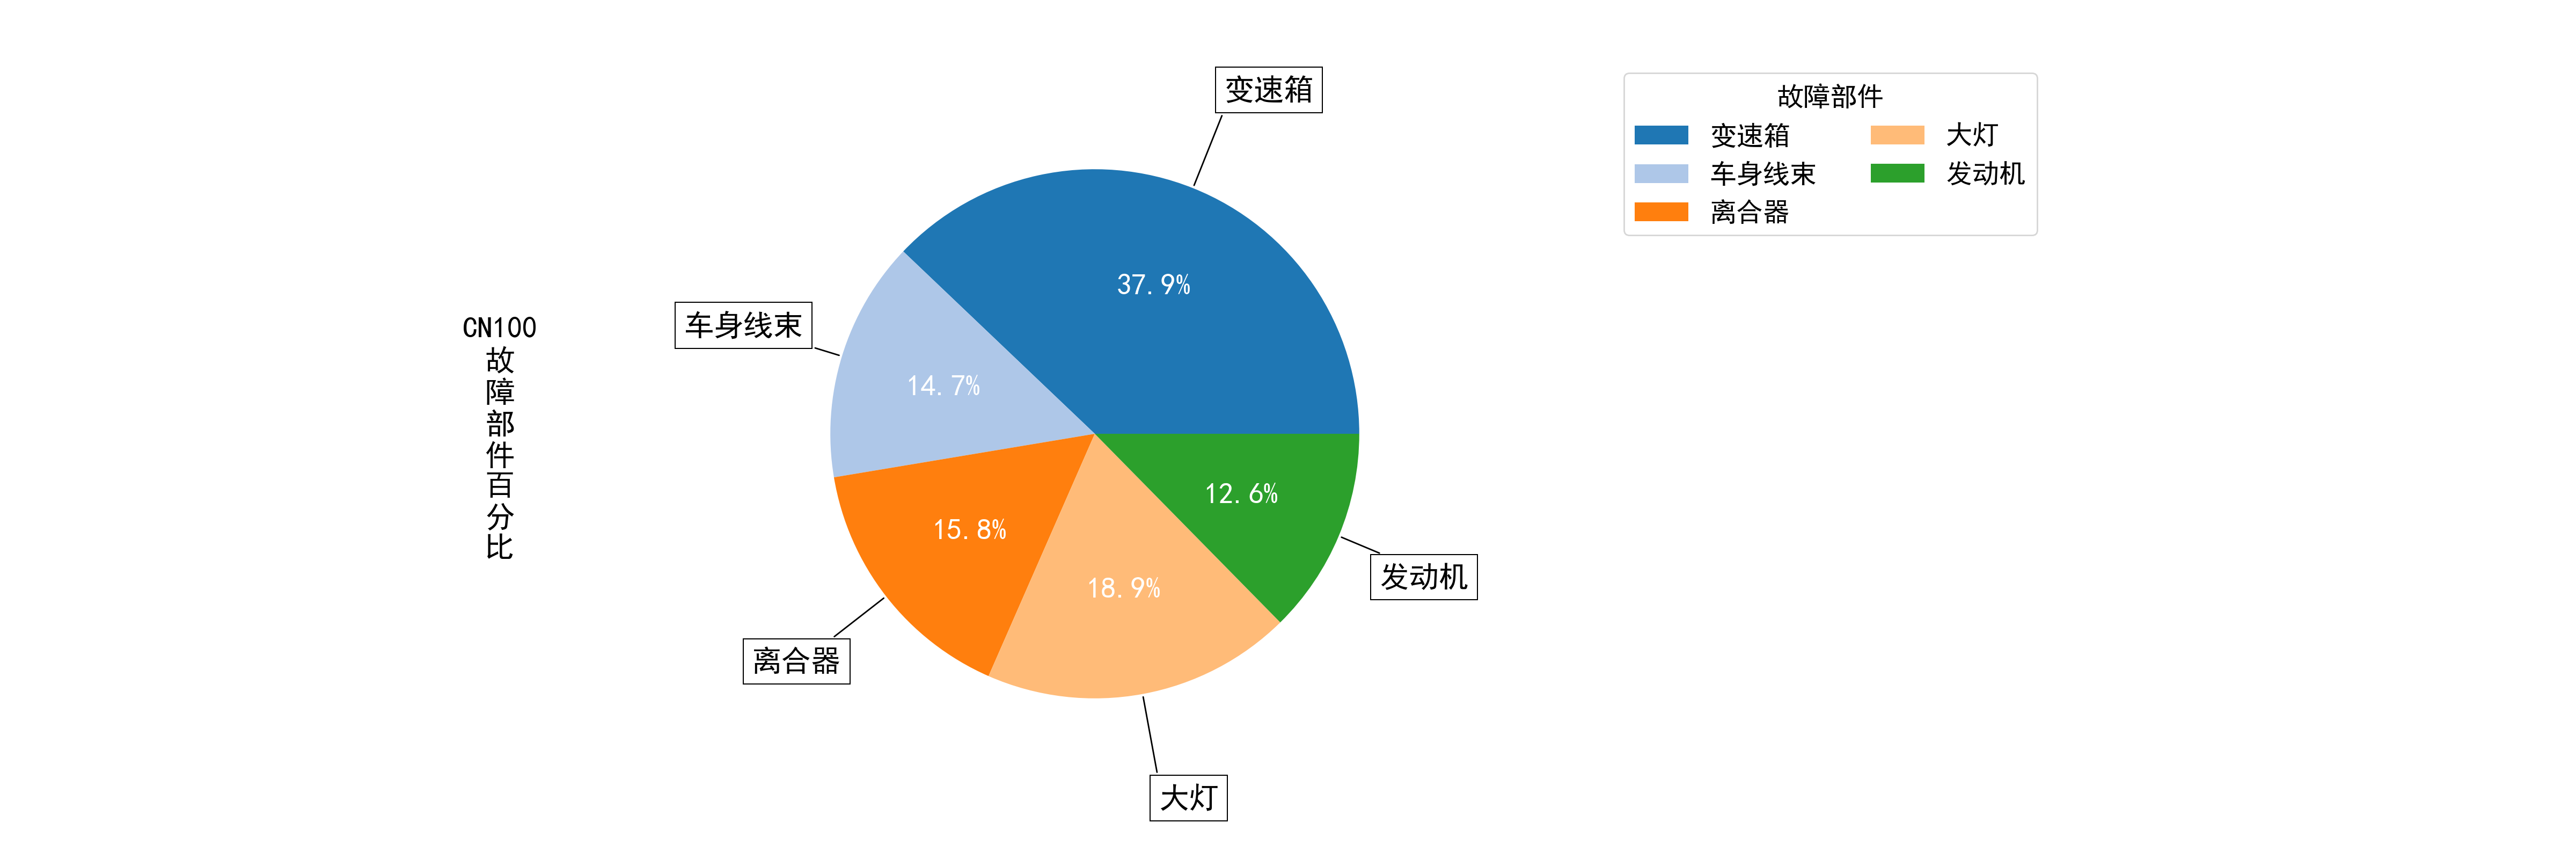 变速箱
故障部件
变速箱
车身线束
离合器
大灯
发动机
37.9%
车身线束
CN100
故
障
部
件
百
分
比
14.7%
12.6%
15.8%
发动机
18.9%
离合器
大灯